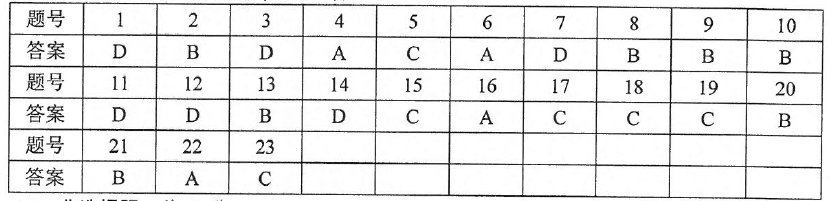 题号 1 2 3 4 5 6 7 8 9 10
答案 D B D A C A D B B B
题号 11 12 13 14 15 16 17 18 19 20
答案 D D B D C A C C C B
题号 21 22 23
答案 B A C